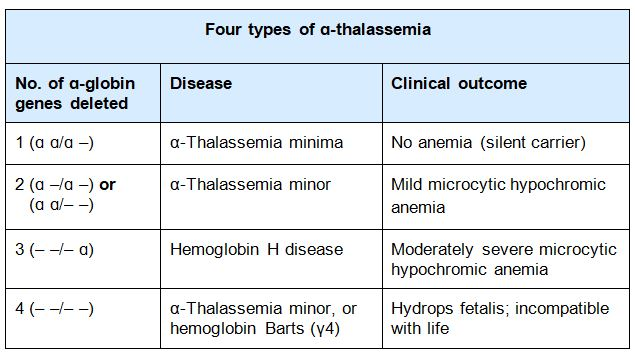 Four types of ɑ-thalassemia
No. of ɑ-globin
genes deleted
Disease
Clinical outcome
1 (ɑ ɑ/ɑ –)
ɑ-Thalassemia minima
No anemia (silent carrier)
2 (ɑ –/ɑ –) or
(ɑ ɑ/– –)
ɑ-Thalassemia minor
Mild microcytic hypochromic
anemia
3 (– –/– ɑ)
Hemoglobin H disease
Moderately severe microcytic
hypochromic anemia
4 (– –/– –)
ɑ-Thalassemia minor, or
hemoglobin Barts (γ4)
Hydrops fetalis; incompatible
with life